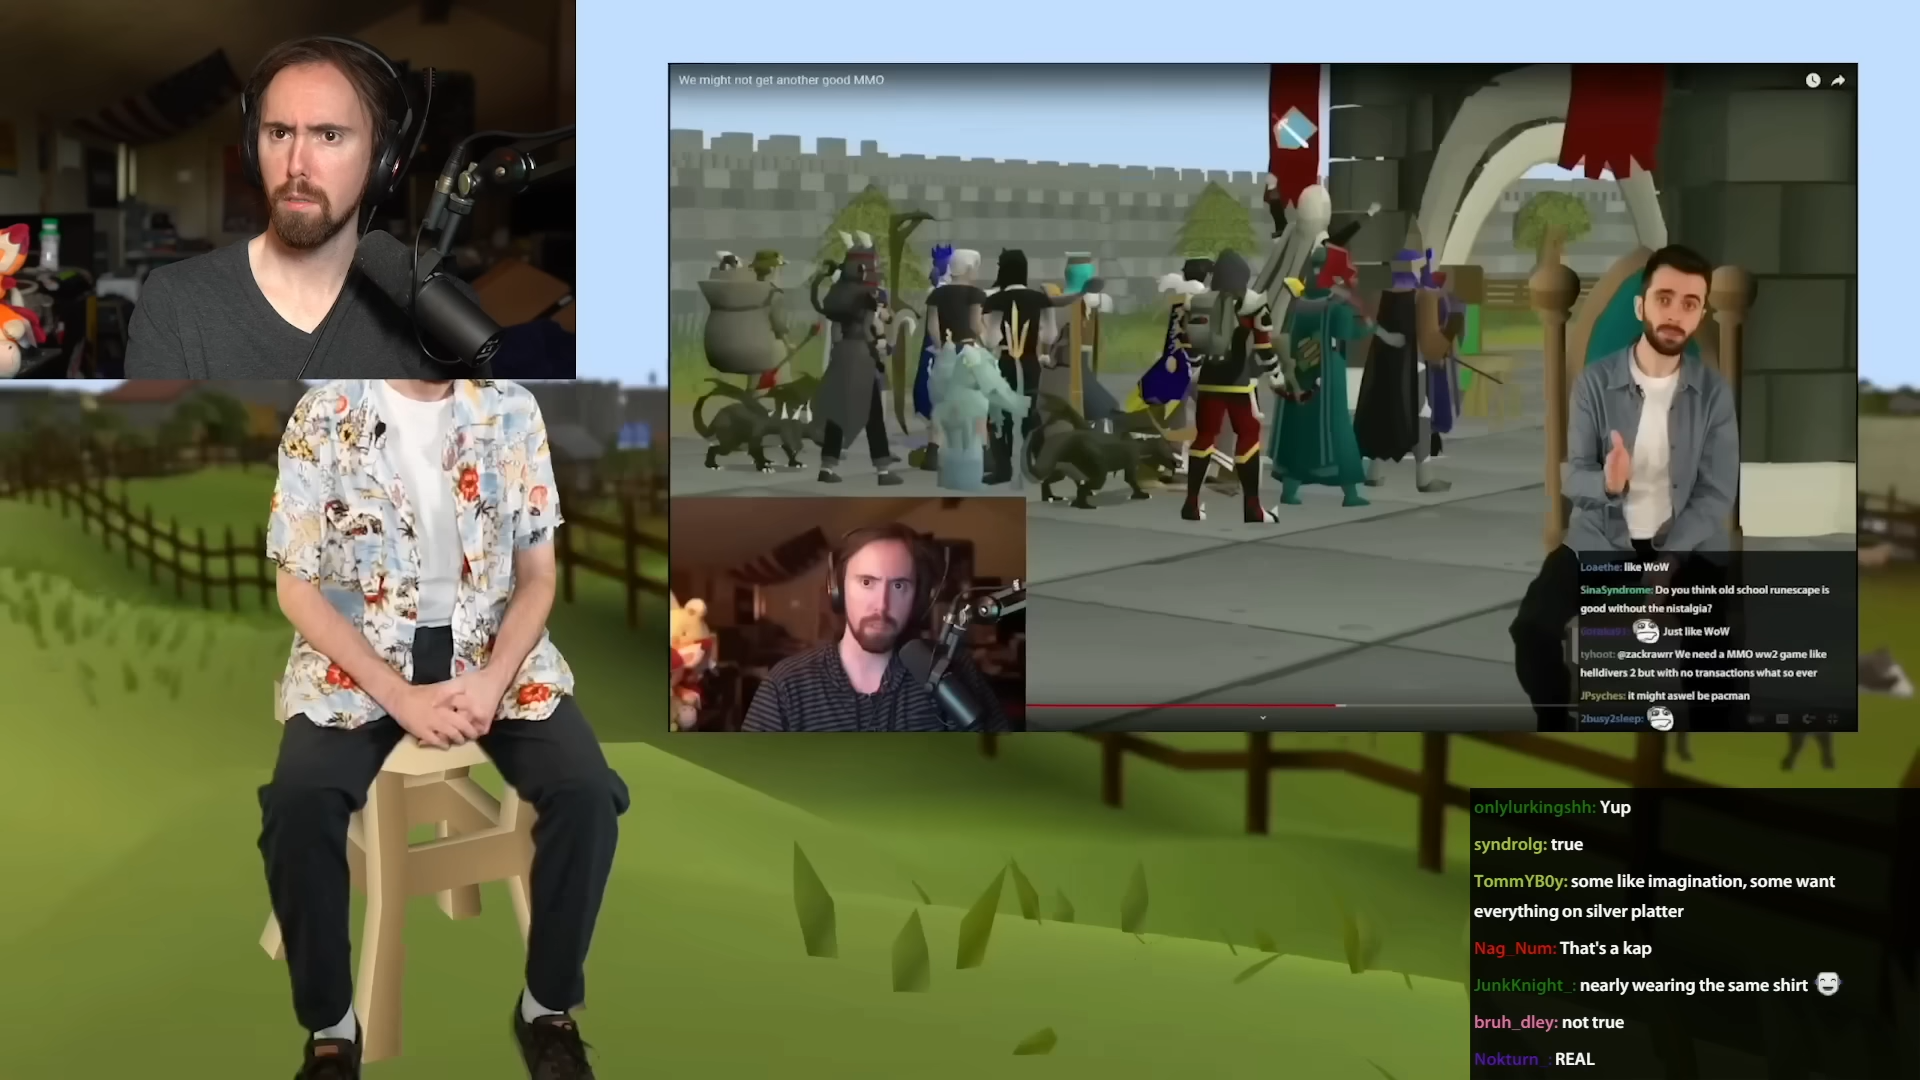 We might not get another good MMO
Loaethe: like WoW
SinaSyndrome: Do you think old school runescape is
good without the nistalgia?
Just like WoW
tyhoot: @zackrawrr We need a MMO ww2 game like
helldivers 2 but with no transactions what so ever
JPsyches: it might aswel be pacman
2busy2sleep:
onlylurkingshh: Yup
syndrolg: true
TommYB0y: some like imagination, some want
everything on silver platter
Nag_Num: That's a kap
JunkKnight_: nearly wearing the same shirt
bruh_dley: not true
Nokturn_: REAL